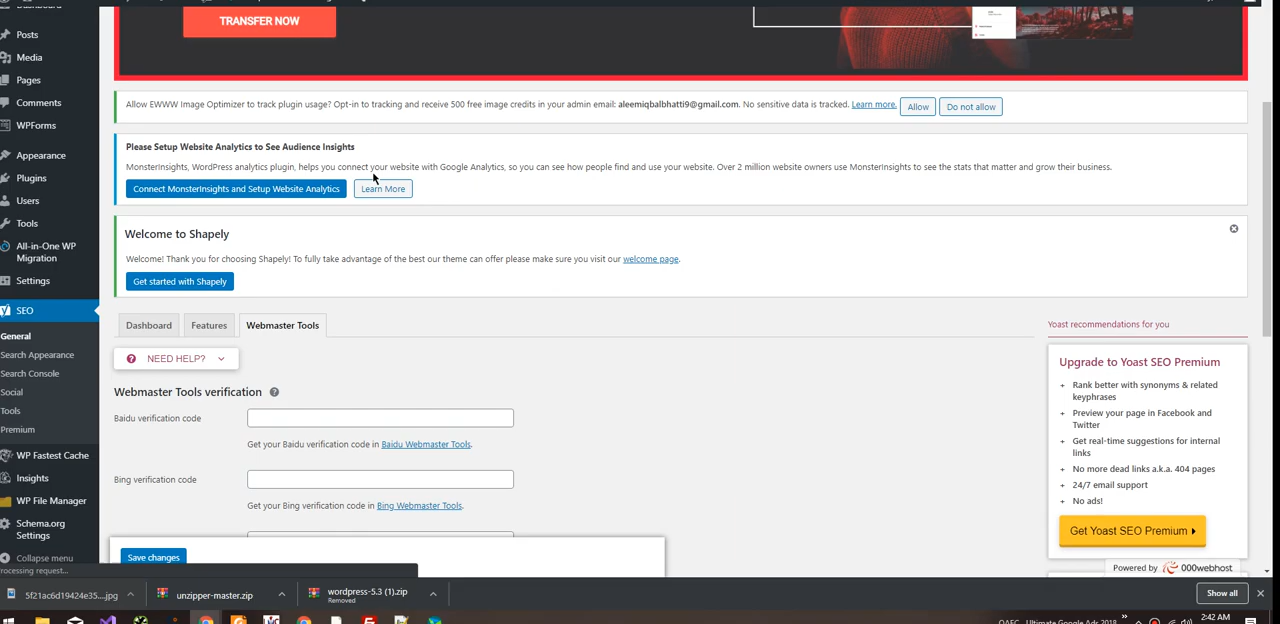 TRANSFER NOW
Posts
Media
Pages
Comments
WPForms
Appearance
Plugins
Users
Tools
All-in-One WP
Migration
Settings
SEO
General
Search Appearance
Search Console
Social
Tools
Premium
WP Fastest Cache
Insights
WP File Manager
Schema.org
Settings
Collapse menu
rocessing request...
Allow EWWW Image Optimizer to track plugin usage? Opt-in to tracking and receive 500 free image credits in your admin email: aleemiqbalbhatti9@gmail.com. No sensitive data is tracked. Learn more. Allow Do not allow
Please Setup Website Analytics to See Audience Insights
MonsterInsights, WordPress analytics plugin, helps you connect your website with Google Analytics, so you can see how people find and use your website. Over 2 million website owners use MonsterInsights to see the stats that matter and grow their business.
Connect MonsterInsights and Setup Website Analytics Learn More
Welcome to Shapely
Welcome! Thank you for choosing Shapely! To fully take advantage of the best our theme can offer please make sure you visit our welcome page.
Get started with Shapely
Dashboard Features Webmaster Tools
NEED HELP?
Webmaster Tools verification
Baidu verification code
Get your Baidu verification code in Baidu Webmaster Tools.
Bing verification code
Get your Bing verification code in Bing Webmaster Tools.
Save changes
Yoast recommendations for you
Upgrade to Yoast SEO Premium
+ Rank better with synonyms & related
keyphrases
+ Preview your page in Facebook and
Twitter
+ Get real-time suggestions for internal
links
+ No more dead links a.k.a. 404 pages
+ 24/7 email support
+ No ads!
Get Yoast SEO Premium
Powered by 000webhost
5f21ac6d19424e35....jpg
unzipper-master.zip
wordpress-5.3 (1).zip
Removed
Show all
OAEC - Ultimate Google Ads 2018
2:42 AM